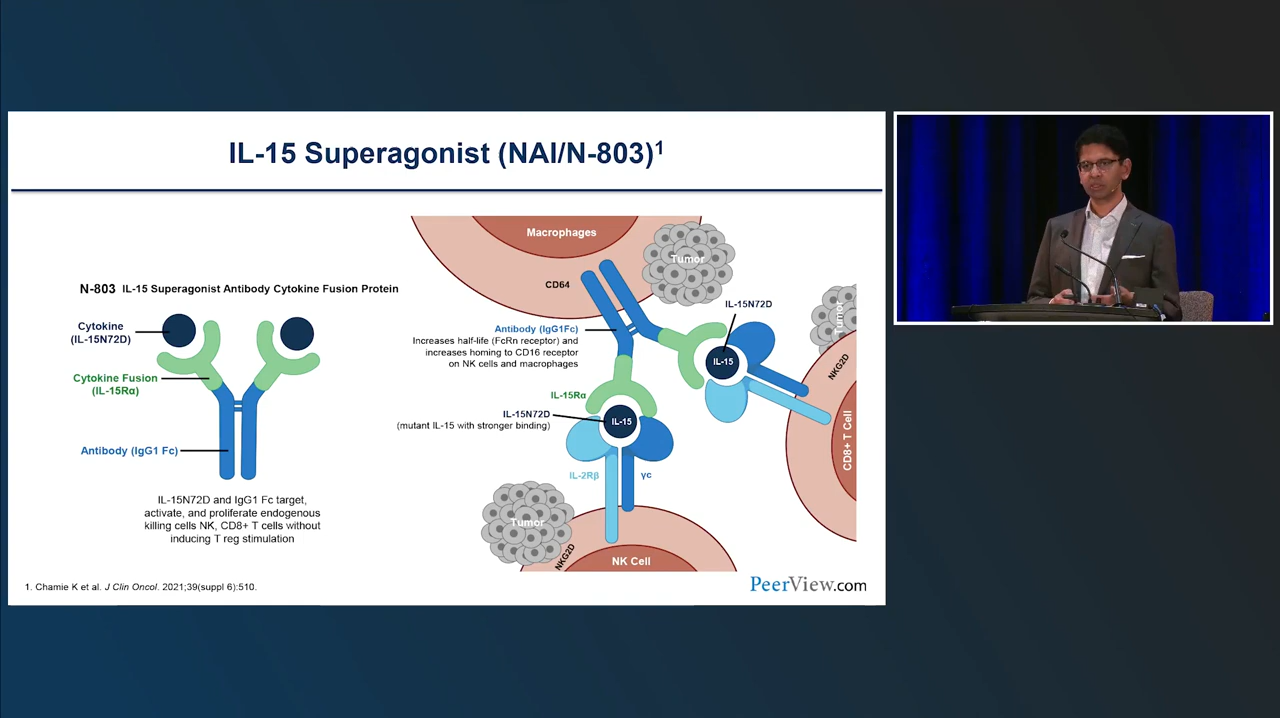 IL-15 Superagonist (NAI/N-803)1
N-803 IL-15 Superagonist Antibody Cytokine Fusion Protein
Cytokine
(IL-15N72D)
Cytokine Fusion
(IL-15Rα)
Antibody (IgG1 Fc)
IL-15N72D and IgG1 Fc target,
activate, and proliferate endogenous
killing cells NK, CD8+ T cells without
inducing T reg stimulation
Macrophages
CD64
Tumor
IL-15N72D
Tumor
Antibody (IgG1Fc)
Increases half-life (FcRn receptor) and
increases homing to CD16 receptor
on NK cells and macrophages
IL-15
NKG2D
IL-15Rα
IL-15N72D
(mutant IL-15 with stronger binding)
IL-15
CD8+ T Cell
IL-2Rβ
γc
Tumor
NKG2D
NK Cell
1. Chamie K et al. J Clin Oncol. 2021;39(suppl 6):510.
PeerView.com